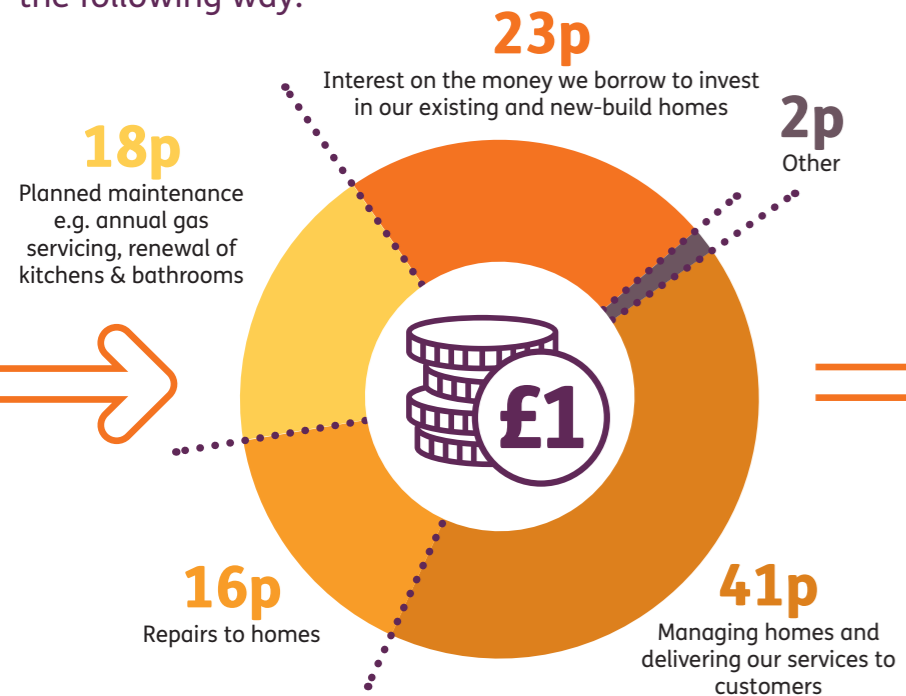 the following way:
23p
Interest on the money we borrow to invest
in our existing and new-build homes
2p
Other
18p
Planned maintenance
e.g. annual gas
servicing, renewal of
kitchens & bathrooms
£1
16p
Repairs to homes
41p
Managing homes and
delivering our services to
customers